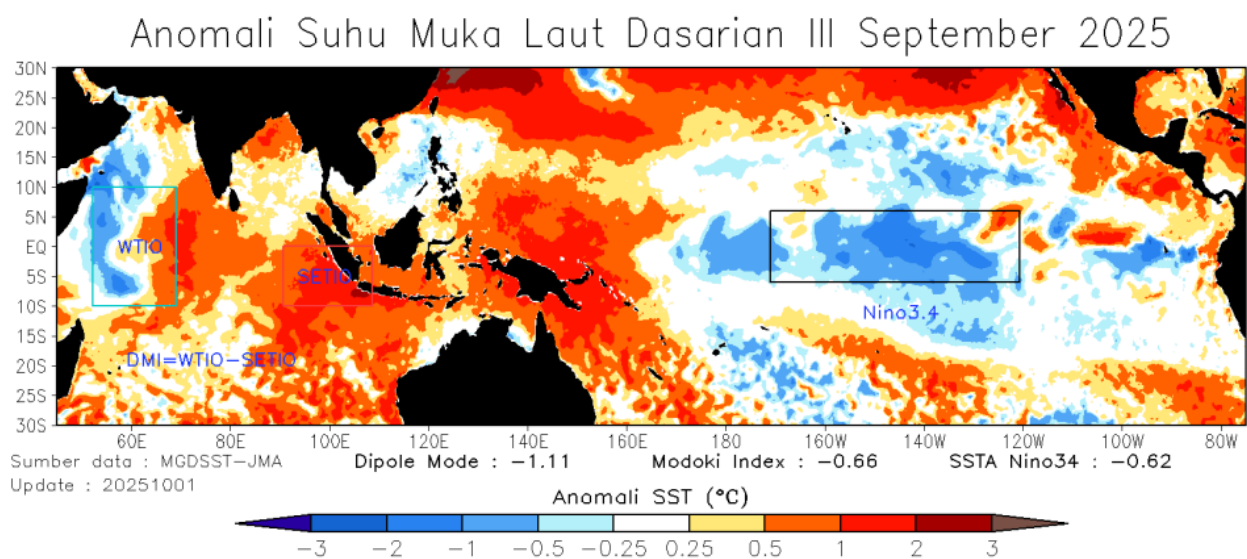 Anomali Suhu Muka Laut Dasarian III September 2025
30N
25N
20N
15N
10N
5N
EQ
5S
10S
15S
20S
25S
30S
WTIO
SETIO
Nino3.4
DMI=WTIO−SETIO
60E 80E 100E 120E 140E 160E 180 160W 140W 120W 100W 80W
Sumber data : MGDSST−JMA
Dipole Mode : −1.11 Modoki Index : −0.66 SSTA Nino34 : −0.62
Update : 20251001
Anomali SST (°C)
−3 −2 −1 −0.5 −0.25 0.25 0.5 1 2 3